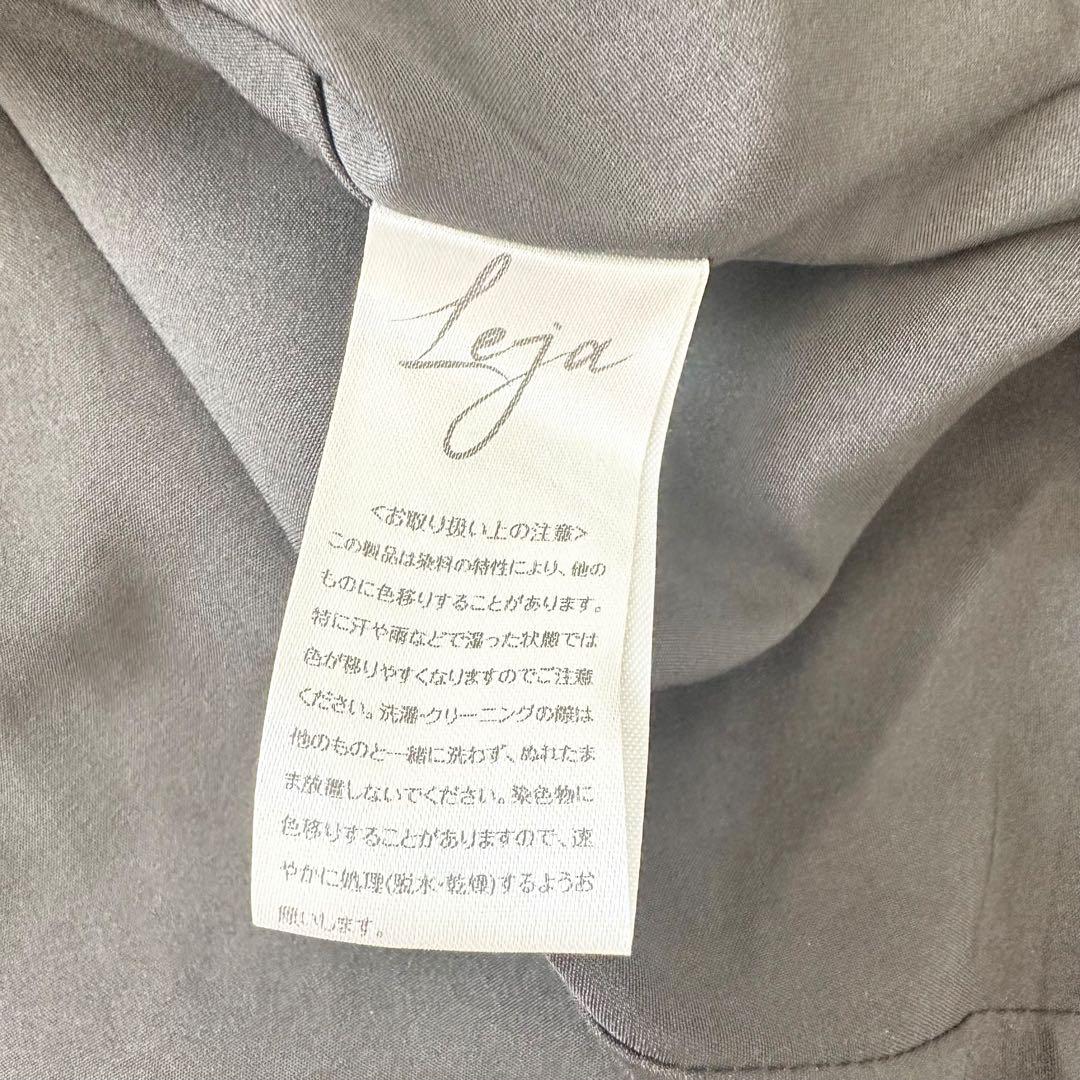 Leja
<お取り扱い上の注意>
この製品は染料の特性により、他の
ものに色移りすることがあります。
特に汗や雨などで湿った状態では
色が移りやすくなりますのでご注意
ください。洗濯・クリーニングの際は
他のものと一緒に洗わず、ぬれたま
ま放置しないでください。染色物に
色移りすることがありますので、速
やかに処理(脱水・乾燥)するようお
願いします。